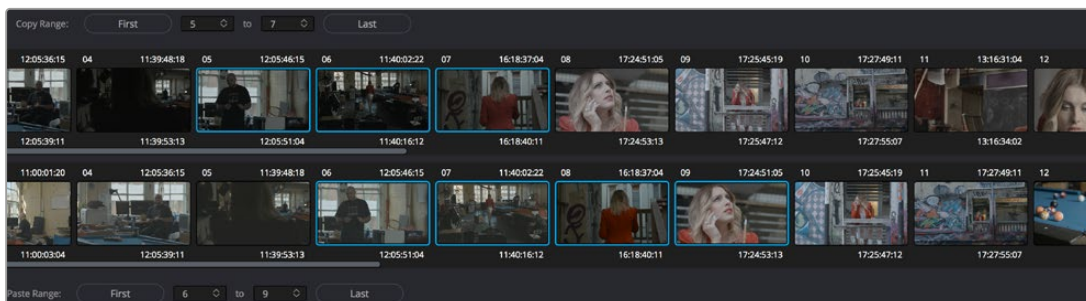 Copy Range: First 5 to 7 Last
12:05:36:15 04 11:39:48:18 05 12:05:46:15 06 11:40:02:22 07 16:18:37:04 08 17:24:51:05 09 17:25:45:19 10 17:27:49:11 11 13:16:31:04 12
12:05:39:11 11:39:53:13 12:05:51:04 11:40:16:12 16:18:40:11 17:24:53:13 17:25:47:12 17:27:55:07 13:16:34:02
11:00:01:20 04 12:05:36:15 05 11:39:48:18 06 12:05:46:15 07 11:40:02:22 08 16:18:37:04 09 17:24:51:05 10 17:25:45:19 11 17:27:49:11 12
11:00:03:04 12:05:39:11 11:39:53:13 12:05:51:04 11:40:16:12 16:18:40:11 17:24:53:13 17:25:47:12 17:27:55:07
Paste Range: First 6 to 9 Last